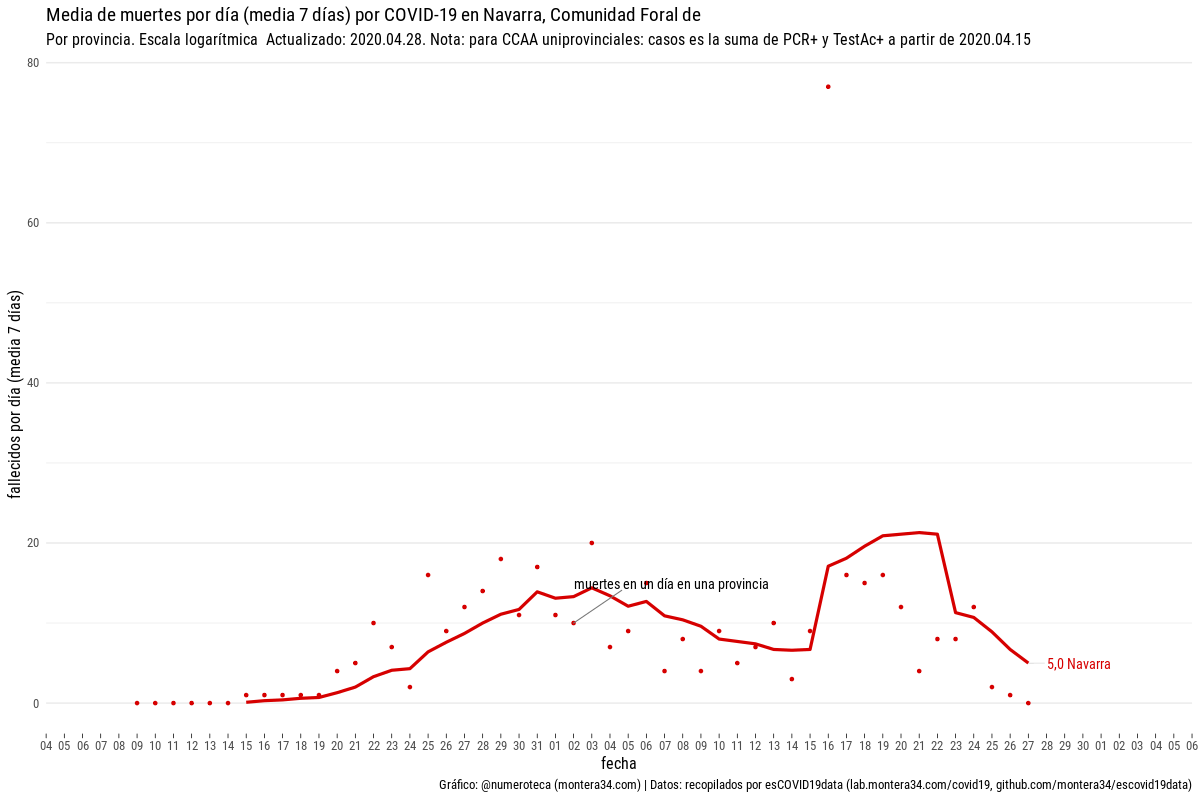 Media de muertes por día (media 7 días) por COVID-19 en Navarra, Comunidad Foral de
Por provincia. Escala logarítmica  Actualizado: 2020.04.28. Nota: para CCAA uniprovinciales: casos es la suma de PCR+ y TestAc+ a partir de 2020.04.15
80
60
40
20
0
fallecidos por día (media 7 días)
muertes en un día en una provincia
5,0 Navarra
04 05 06 07 08 09 10 11 12 13 14 15 16 17 18 19 20 21 22 23 24 25 26 27 28 29 30 31 01 02 03 04 05 06 07 08 09 10 11 12 13 14 15 16 17 18 19 20 21 22 23 24 25 26 27 28 29 30 01 02 03 04 05 06
fecha
Gráfico: @numeroteca (montera34.com) | Datos: recopilados por esCOVID19data (lab.montera34.com/covid19, github.com/montera34/escovid19data)